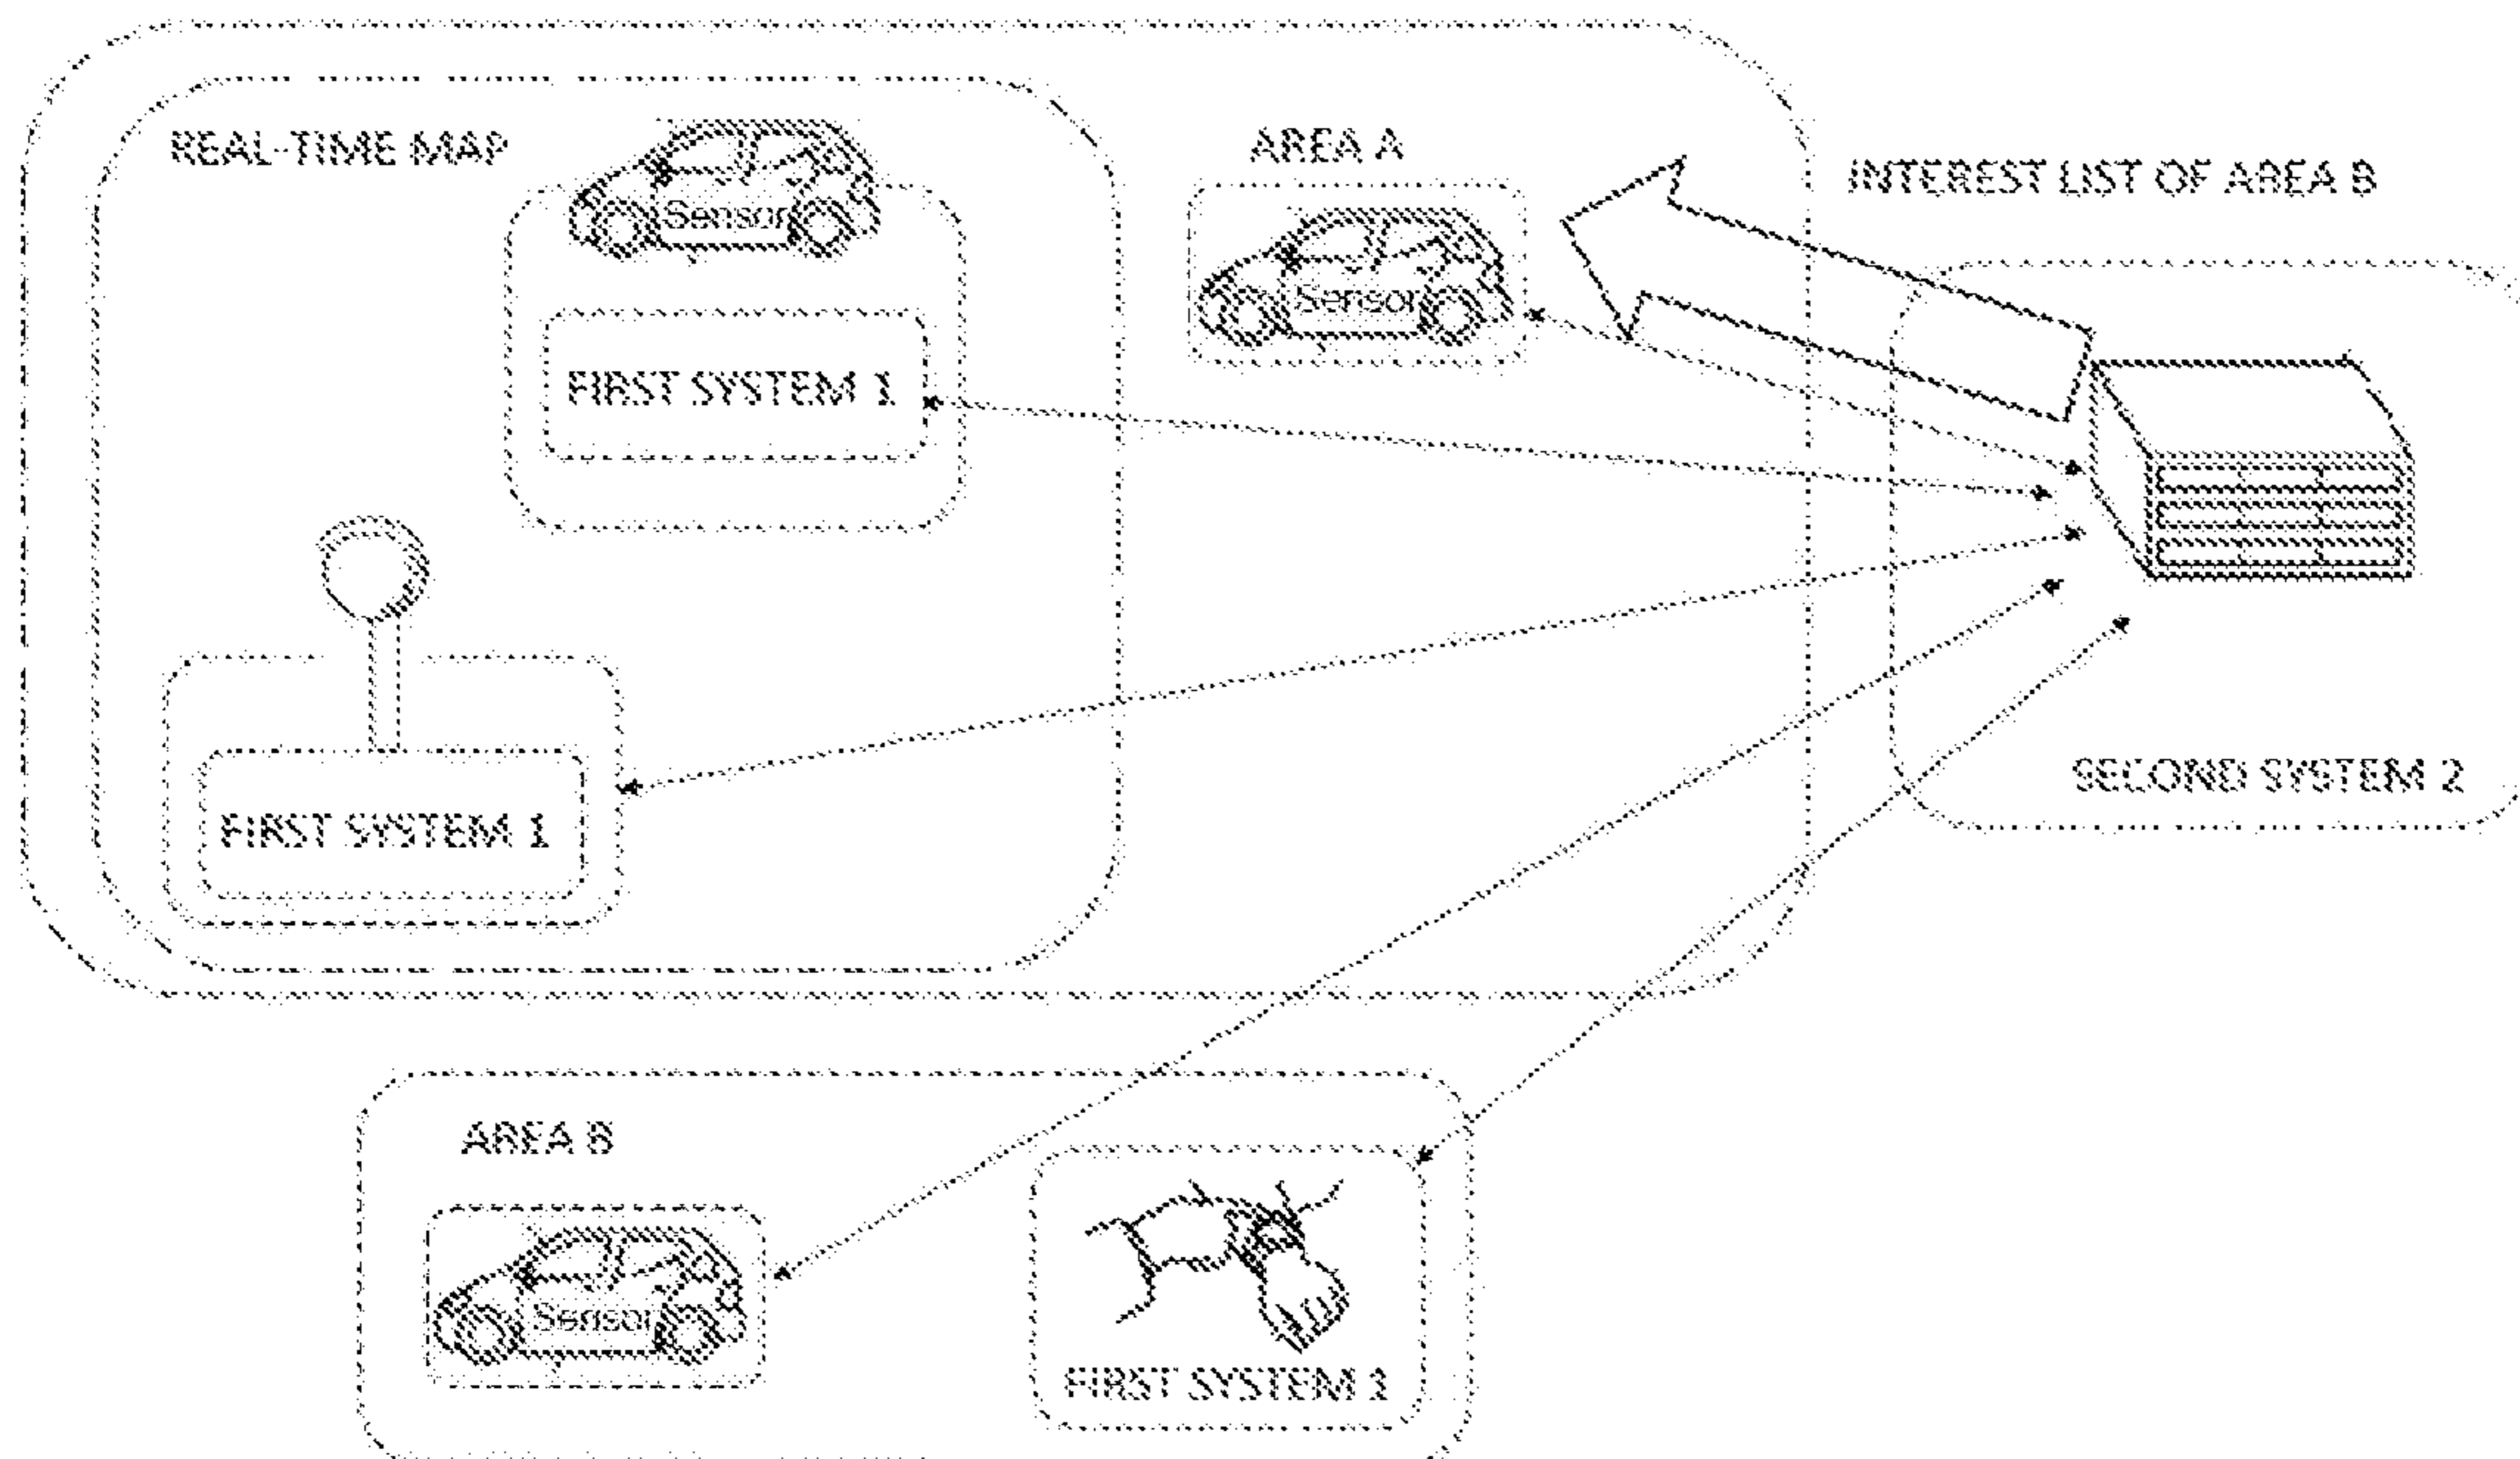 REAL-TIME MAP
Sensor
AREA A
Sensor
INTEREST LIST OF AREA B
FIRST SYSTEM 1
FIRST SYSTEM 1
SECOND SYSTEM 2
AREA B
Sensor
FIRST SYSTEM 1